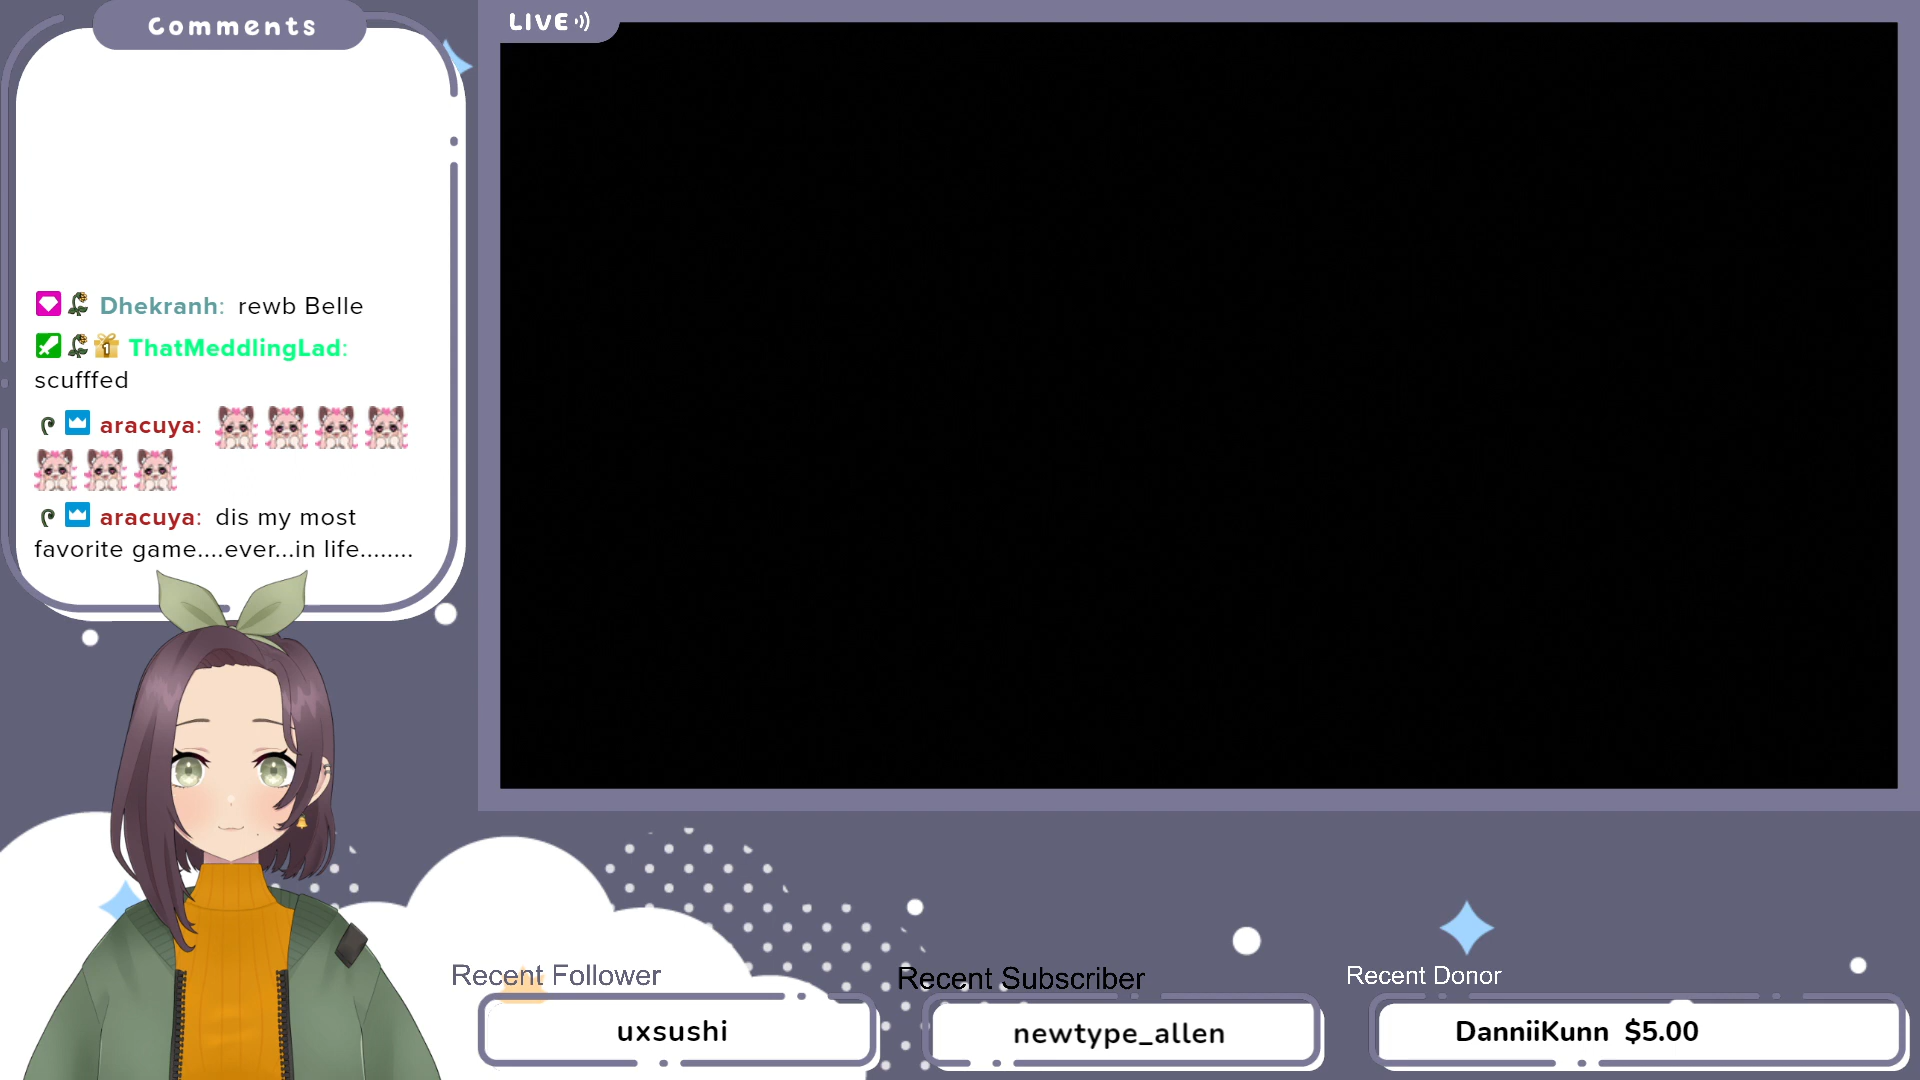 Comments
LIVE
Dhekranh: rewb Belle
1 ThatMeddlingLad:
scufffed
aracuya:
aracuya: dis my most
favorite game....ever...in life........
Recent Follower
uxsushi
Recent Subscriber
newtype_allen
Recent Donor
DanniiKunn $5.00